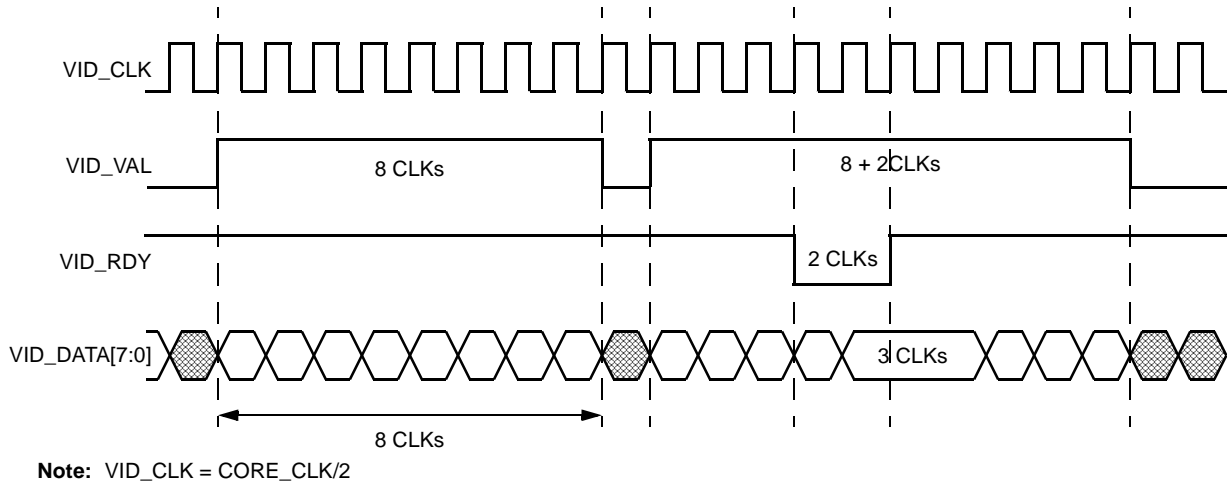 VID_CLK
VID_VAL
8 CLKs
8 + 2CLKs
VID_RDY
2 CLKs
VID_DATA[7:0]
3 CLKs
8 CLKs
Note: VID_CLK = CORE_CLK/2